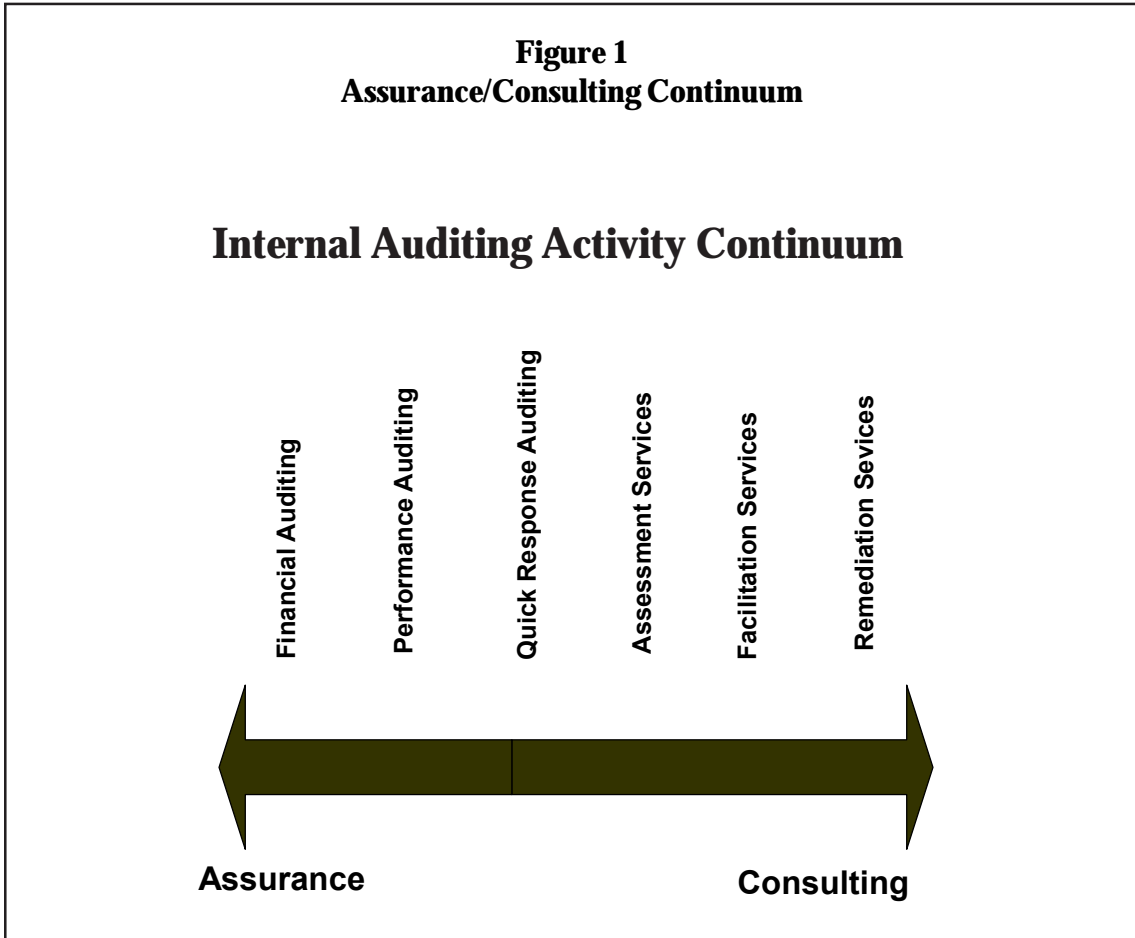 Figure 1
Assurance/Consulting Continuum
Internal Auditing Activity Continuum
Financial Auditing
Performance Auditing
Quick Response Auditing
Assessment Services
Facilitation Services
Remediation Sevices
Assurance
Consulting